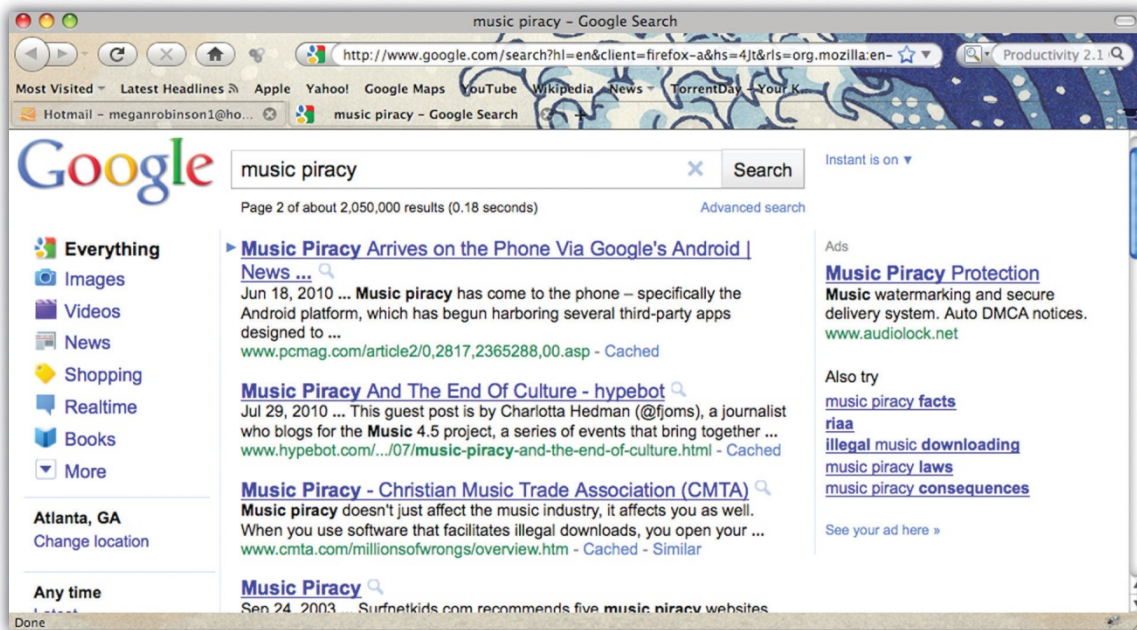 music piracy – Google Search
http://www.google.com/search?hl=en&client=firefox-a&hs=4Jt&rls=org.mozilla:en-
Productivity 2.1
Most Visited
Latest Headlines
Apple
Yahoo!
Google Maps
YouTube
Wikipedia
News
TorrentDay - Your K...
Hotmail – meganrobinson1@ho...
music piracy – Google Search
Google
music piracy
Search
Instant is on
Page 2 of about 2,050,000 results (0.18 seconds)
Advanced search
Everything
Images
Videos
News
Shopping
Realtime
Books
More
Atlanta, GA
Change location
Any time
Latest
Music Piracy Arrives on the Phone Via Google's Android |
News ...
Jun 18, 2010 ... Music piracy has come to the phone – specifically the
Android platform, which has begun harboring several third-party apps
designed to ...
www.pcmag.com/article2/0,2817,2365288,00.asp - Cached
Music Piracy And The End Of Culture - hypebot
Jul 29, 2010 ... This guest post is by Charlotta Hedman (@fjoms), a journalist
who blogs for the Music 4.5 project, a series of events that bring together ...
www.hypebot.com/.../07/music-piracy-and-the-end-of-culture.html - Cached
Music Piracy - Christian Music Trade Association (CMTA)
Music piracy doesn't just affect the music industry, it affects you as well.
When you use software that facilitates illegal downloads, you open your ...
www.cmta.com/millionsofwrongs/overview.htm - Cached - Similar
Music Piracy
Sep 24, 2003 ... Surfnetkids.com recommends five music piracy websites
Ads
Music Piracy Protection
Music watermarking and secure
delivery system. Auto DMCA notices.
www.audiolock.net
Also try
music piracy facts
riaa
illegal music downloading
music piracy laws
music piracy consequences
See your ad here »
Done